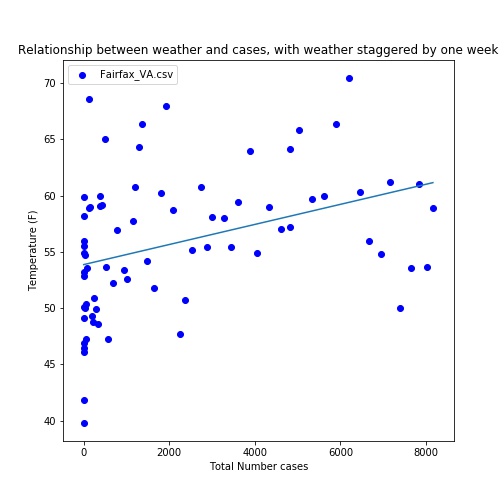 Relationship between weather and cases, with weather staggered by one week
Fairfax_VA.csv
Temperature (F)
70
65
60
55
50
45
40
0 2000 4000 6000 8000
Total Number cases